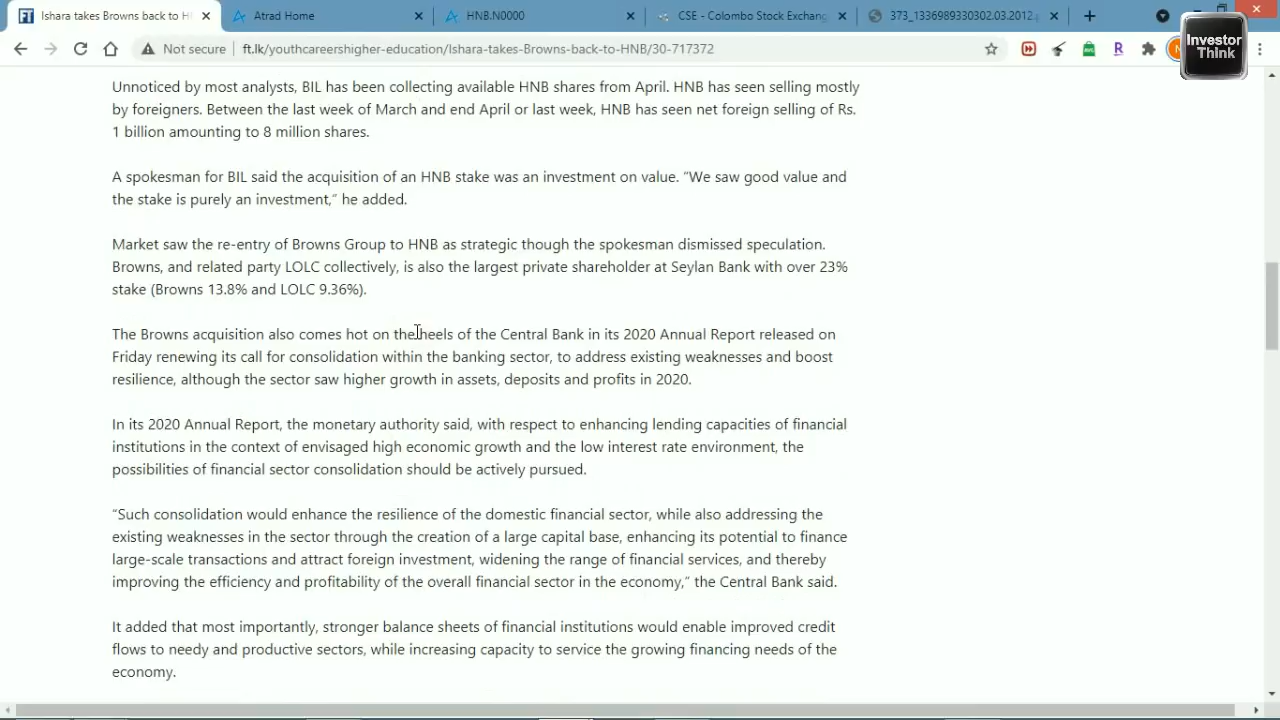 Ishara takes Browns back to H
Atrad Home
HNB.N0000
CSE - Colombo Stock Exchang
373_1336989330302.03.2012.p
Not secure
ft.lk/youthcareershigher-education/Ishara-takes-Browns-back-to-HNB/30-717372
Investor
Think
Unnoticed by most analysts, BIL has been collecting available HNB shares from April. HNB has seen selling mostly
by foreigners. Between the last week of March and end April or last week, HNB has seen net foreign selling of Rs.
1 billion amounting to 8 million shares.
A spokesman for BIL said the acquisition of an HNB stake was an investment on value. “We saw good value and
the stake is purely an investment,” he added.
Market saw the re-entry of Browns Group to HNB as strategic though the spokesman dismissed speculation.
Browns, and related party LOLC collectively, is also the largest private shareholder at Seylan Bank with over 23%
stake (Browns 13.8% and LOLC 9.36%).
The Browns acquisition also comes hot on the heels of the Central Bank in its 2020 Annual Report released on
Friday renewing its call for consolidation within the banking sector, to address existing weaknesses and boost
resilience, although the sector saw higher growth in assets, deposits and profits in 2020.
In its 2020 Annual Report, the monetary authority said, with respect to enhancing lending capacities of financial
institutions in the context of envisaged high economic growth and the low interest rate environment, the
possibilities of financial sector consolidation should be actively pursued.
“Such consolidation would enhance the resilience of the domestic financial sector, while also addressing the
existing weaknesses in the sector through the creation of a large capital base, enhancing its potential to finance
large-scale transactions and attract foreign investment, widening the range of financial services, and thereby
improving the efficiency and profitability of the overall financial sector in the economy,” the Central Bank said.
It added that most importantly, stronger balance sheets of financial institutions would enable improved credit
flows to needy and productive sectors, while increasing capacity to service the growing financing needs of the
economy.